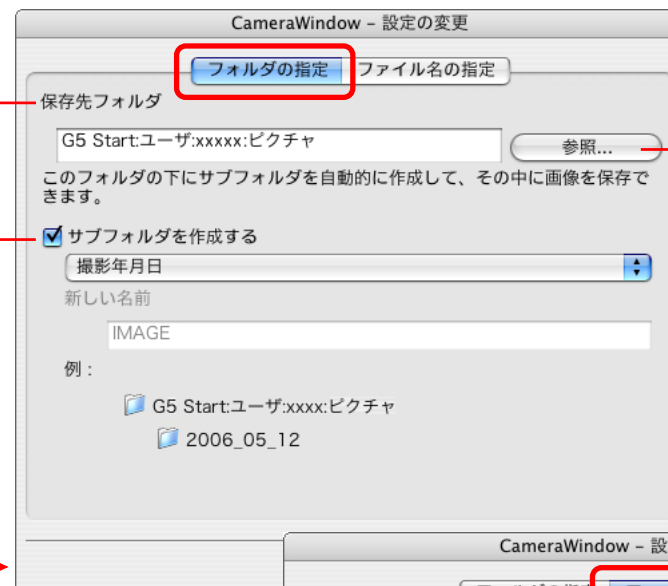 CameraWindow – 設定の変更
フォルダの指定 ファイル名の指定
保存先フォルダ
G5 Start:ユーザ:xxxxx:ピクチャ
参照...
このフォルダの下にサブフォルダを自動的に作成して、その中に画像を保存で
きます。
サブフォルダを作成する
撮影年月日
新しい名前
IMAGE
例：
G5 Start:ユーザ:xxxx:ピクチャ
2006_05_12
CameraWindow – 設